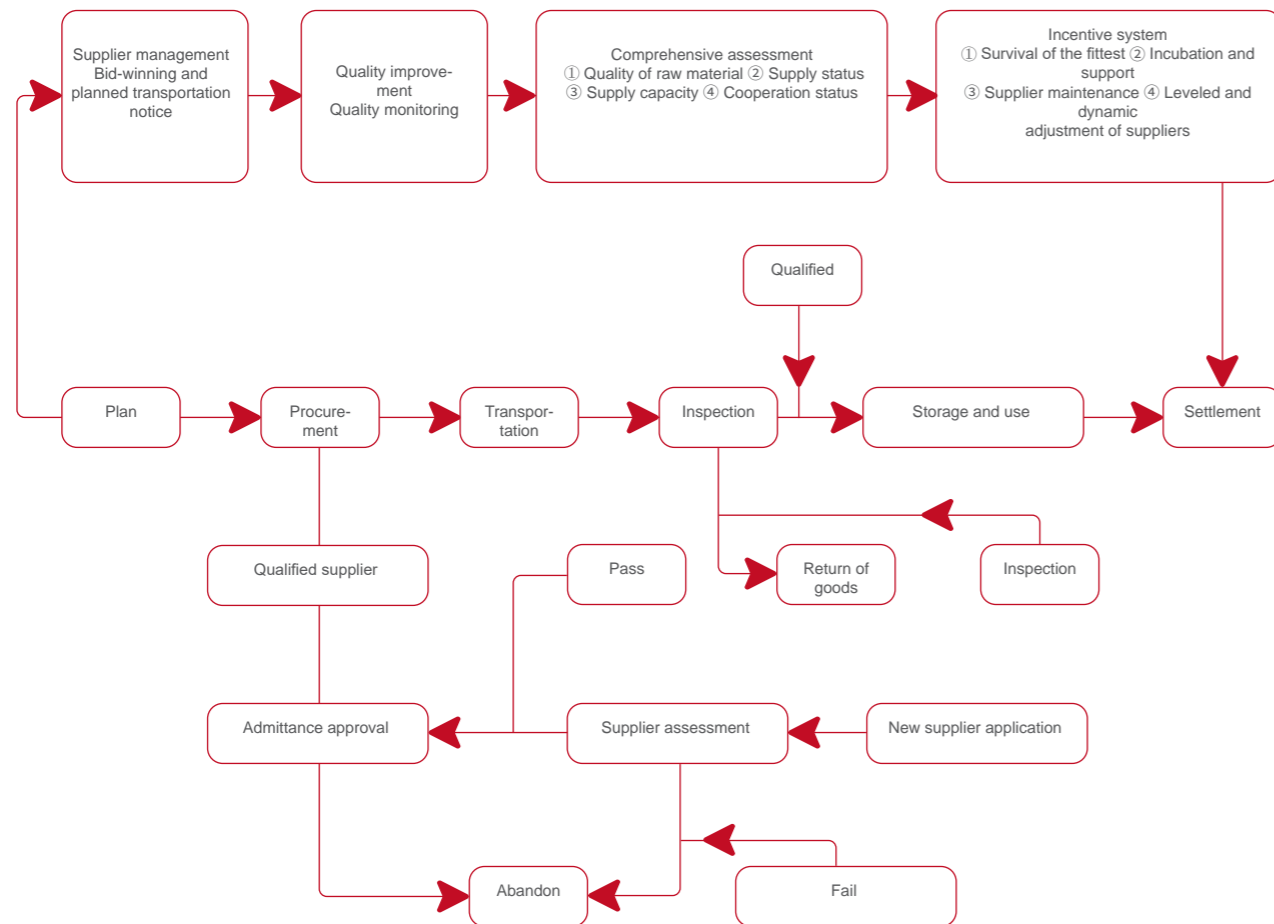 Supplier management
Bid-winning and
planned transportation
notice
Quality improve-
ment
Quality monitoring
Comprehensive assessment
① Quality of raw material ② Supply status
③ Supply capacity ④ Cooperation status
Incentive system
① Survival of the fittest ② Incubation and
support
③ Supplier maintenance ④ Leveled and
dynamic
adjustment of suppliers
Qualified
Plan
Procure-
ment
Transpor-
tation
Inspection
Storage and use
Settlement
Qualified supplier
Pass
Return of
goods
Inspection
Admittance approval
Supplier assessment
New supplier application
Abandon
Fail